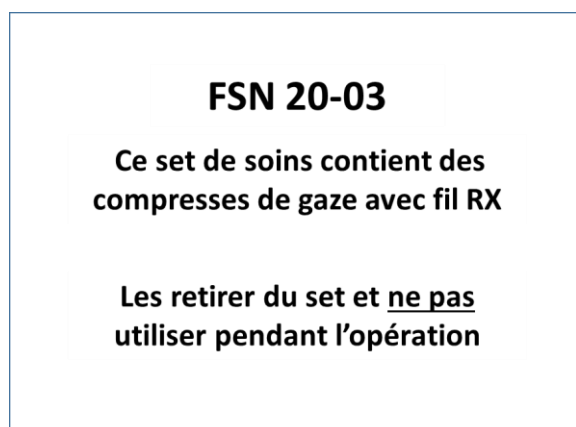 FSN 20-03
Ce set de soins contient des
compresses de gaze avec fil RX
Les retirer du set et ne pas
utiliser pendant l’opération